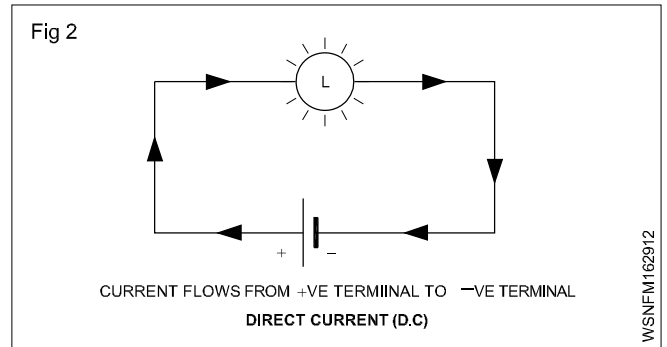 Fig 2
L
+ −
CURRENT FLOWS FROM +VE TERMIINAL TO −VE TERMINAL
DIRECT CURRENT (D.C)
WSNFM162912